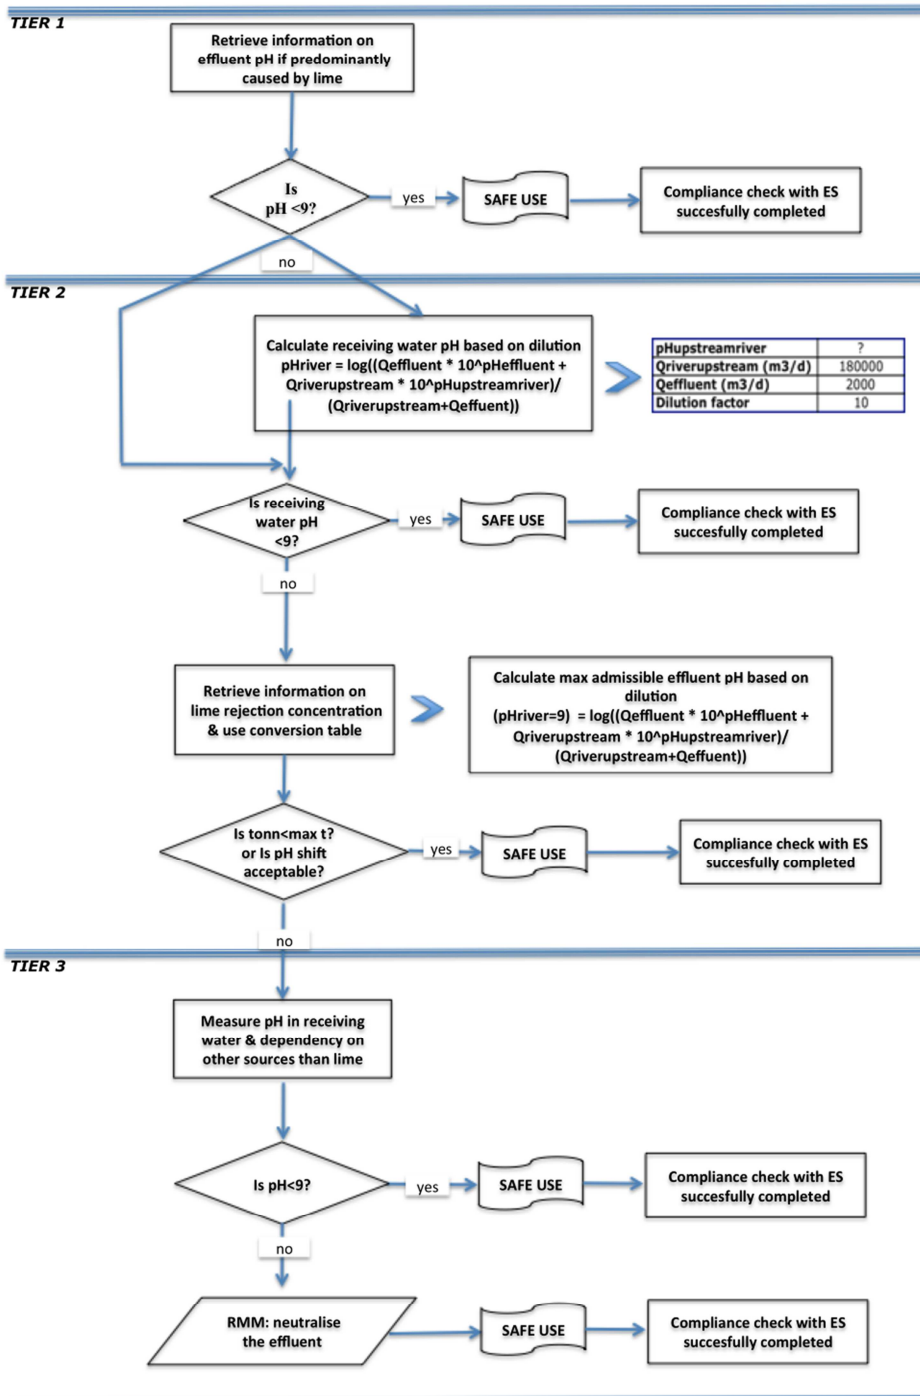 TIER 1
Retrieve information on
effluent pH if predominantly
caused by lime
Is
pH <9?
yes
SAFE USE
Compliance check with ES
succesfully completed
no
TIER 2
Calculate receiving water pH based on dilution
pHriver = log((Qeffluent * 10^pHeffluent +
Qriverupstream * 10^pHupstreamriver)/
(Qriverupstream+Qeffuent))
pHupstreamriver ?
Qriverupstream (m3/d) 180000
Qeffluent (m3/d) 2000
Dilution factor 10
Is receiving
water pH
<9?
yes
SAFE USE
Compliance check with ES
succesfully completed
no
Retrieve information on
lime rejection concentration
& use conversion table
Calculate max admissible effluent pH based on
dilution
(pHriver=9) = log((Qeffluent * 10^pHeffluent +
Qriverupstream * 10^pHupstreamriver)/
(Qriverupstream+Qeffuent))
Is tonn<max t?
or Is pH shift
acceptable?
yes
SAFE USE
Compliance check with ES
succesfully completed
no
TIER 3
Measure pH in receiving
water & dependency on
other sources than lime
Is pH<9?
yes
SAFE USE
Compliance check with ES
succesfully completed
no
RMM: neutralise
the effluent
SAFE USE
Compliance check with ES
succesfully completed